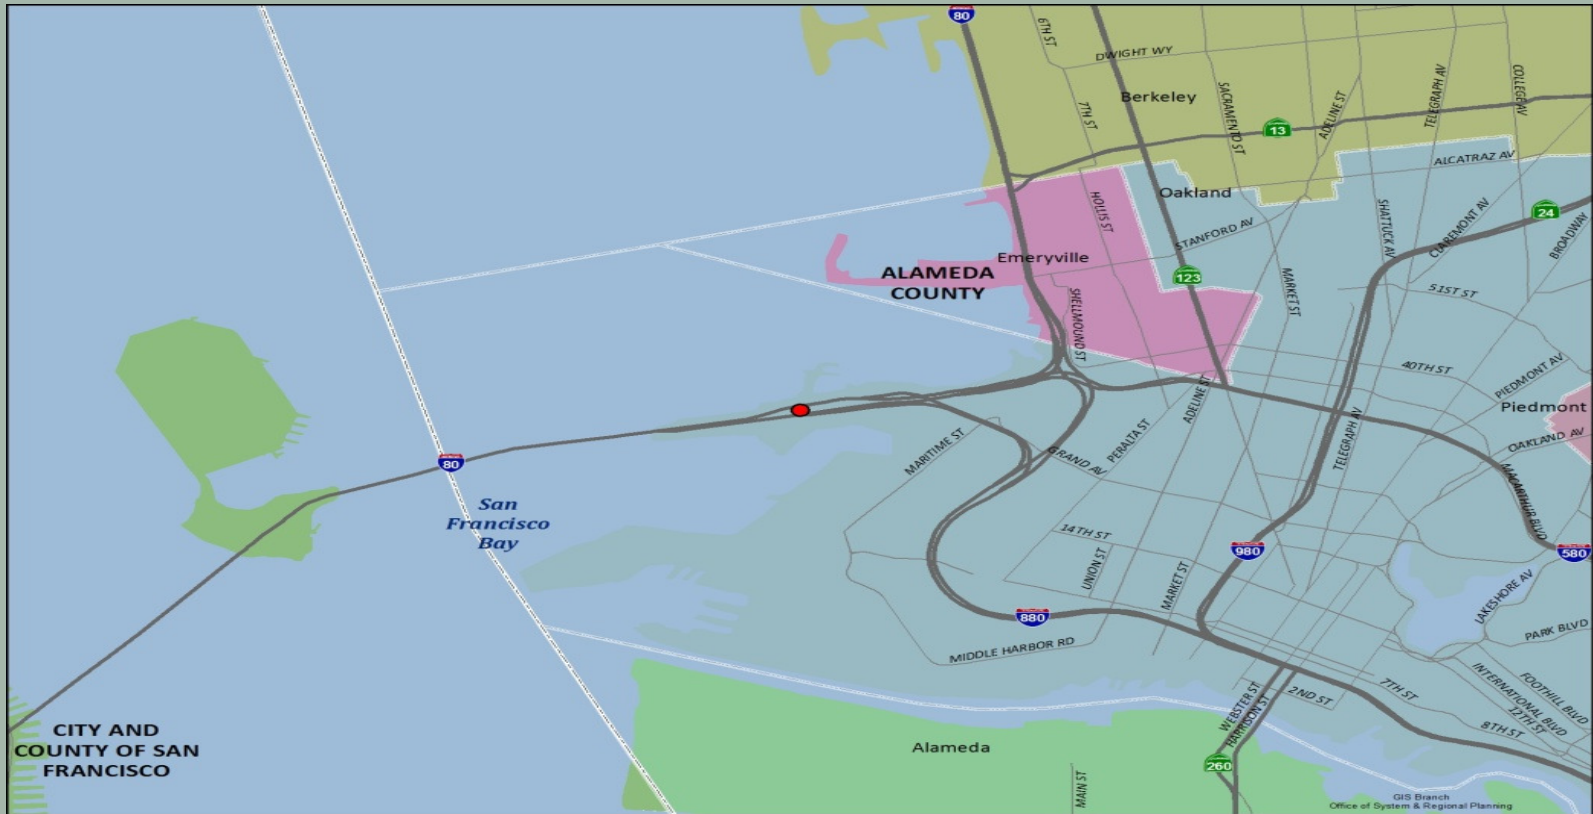 80
6TH ST
DWIGHT WY
Berkeley
7TH ST
SACRAMENTO ST
ADELINE ST
TELEGRAPH AV
COLLEGE AV
13
ALCATRAZ AV
Oakland
HOLLIS ST
STANFORD AV
SHATTUCK AV
CLAREMONT AV
24
BROADWAY
Emeryville
ALAMEDA
COUNTY
123
MARKET ST
51ST ST
SHELLMOUND ST
40TH ST
PIEDMONT AV
Piedmont
ADELINE ST
PERALTA ST
TELEGRAPH AV
OAKLAND AV
MARITIME ST
GRAND AV
80
MACARTHUR BLVD
San
Francisco
Bay
14TH ST
UNION ST
MARKET ST
980
580
LAKESHORE AV
880
PARK BLVD
MIDDLE HARBOR RD
7TH ST
2ND ST
WEBSTER ST
HARRISON ST
INTERNATIONAL BLVD
FOOTHILL BLVD
12TH ST
8TH ST
CITY AND
COUNTY OF SAN
FRANCISCO
Alameda
260
MAIN ST
GIS Branch
Office of System & Regional Planning